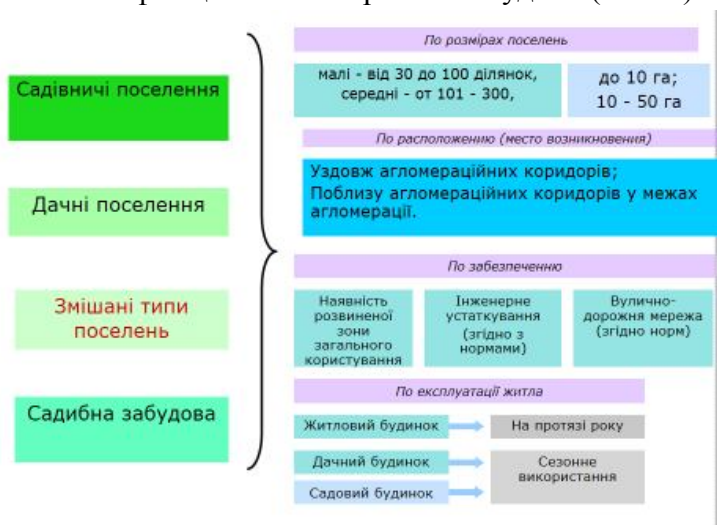 Садівничі поселення
Дачні поселення
Змішані типи
поселень
Садибна забудова
По розмірах поселень
малі - від 30 до 100 ділянок,
середні - от 101 - 300,
до 10 га;
10 - 50 га
По расположению (место возникновения)
Уздовж агломераційних коридорів;
Поблизу агломераційних коридорів у межах
агломерації.
По забезпеченню
Наявність
розвиненої
зони
загального
користування
Інженерне
устаткування
(згідно з
нормами)
Вулично-
дорожня мережа
(згідно норм)
По експлуатації житла
Житловий будинок
На протязі року
Дачний будинок
Садовий будинок
Сезонне
використання